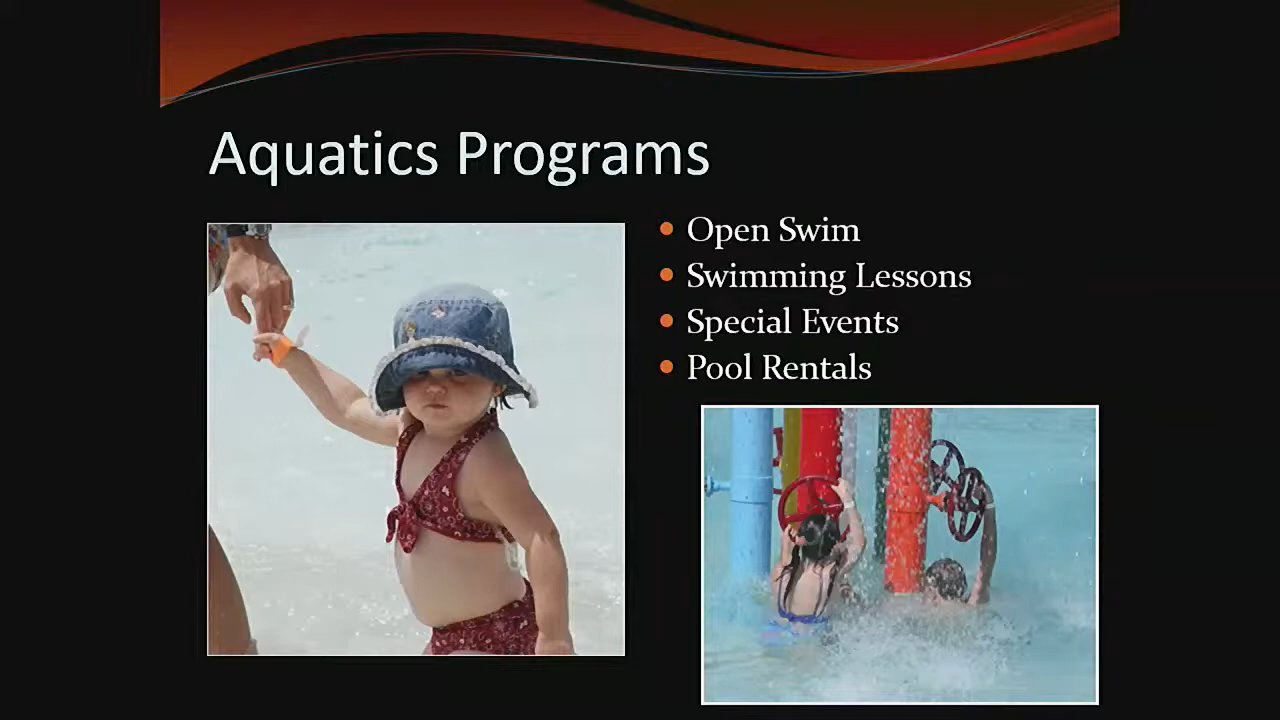 Aquatics Programs
Open Swim
Swimming Lessons
Special Events
Pool Rentals